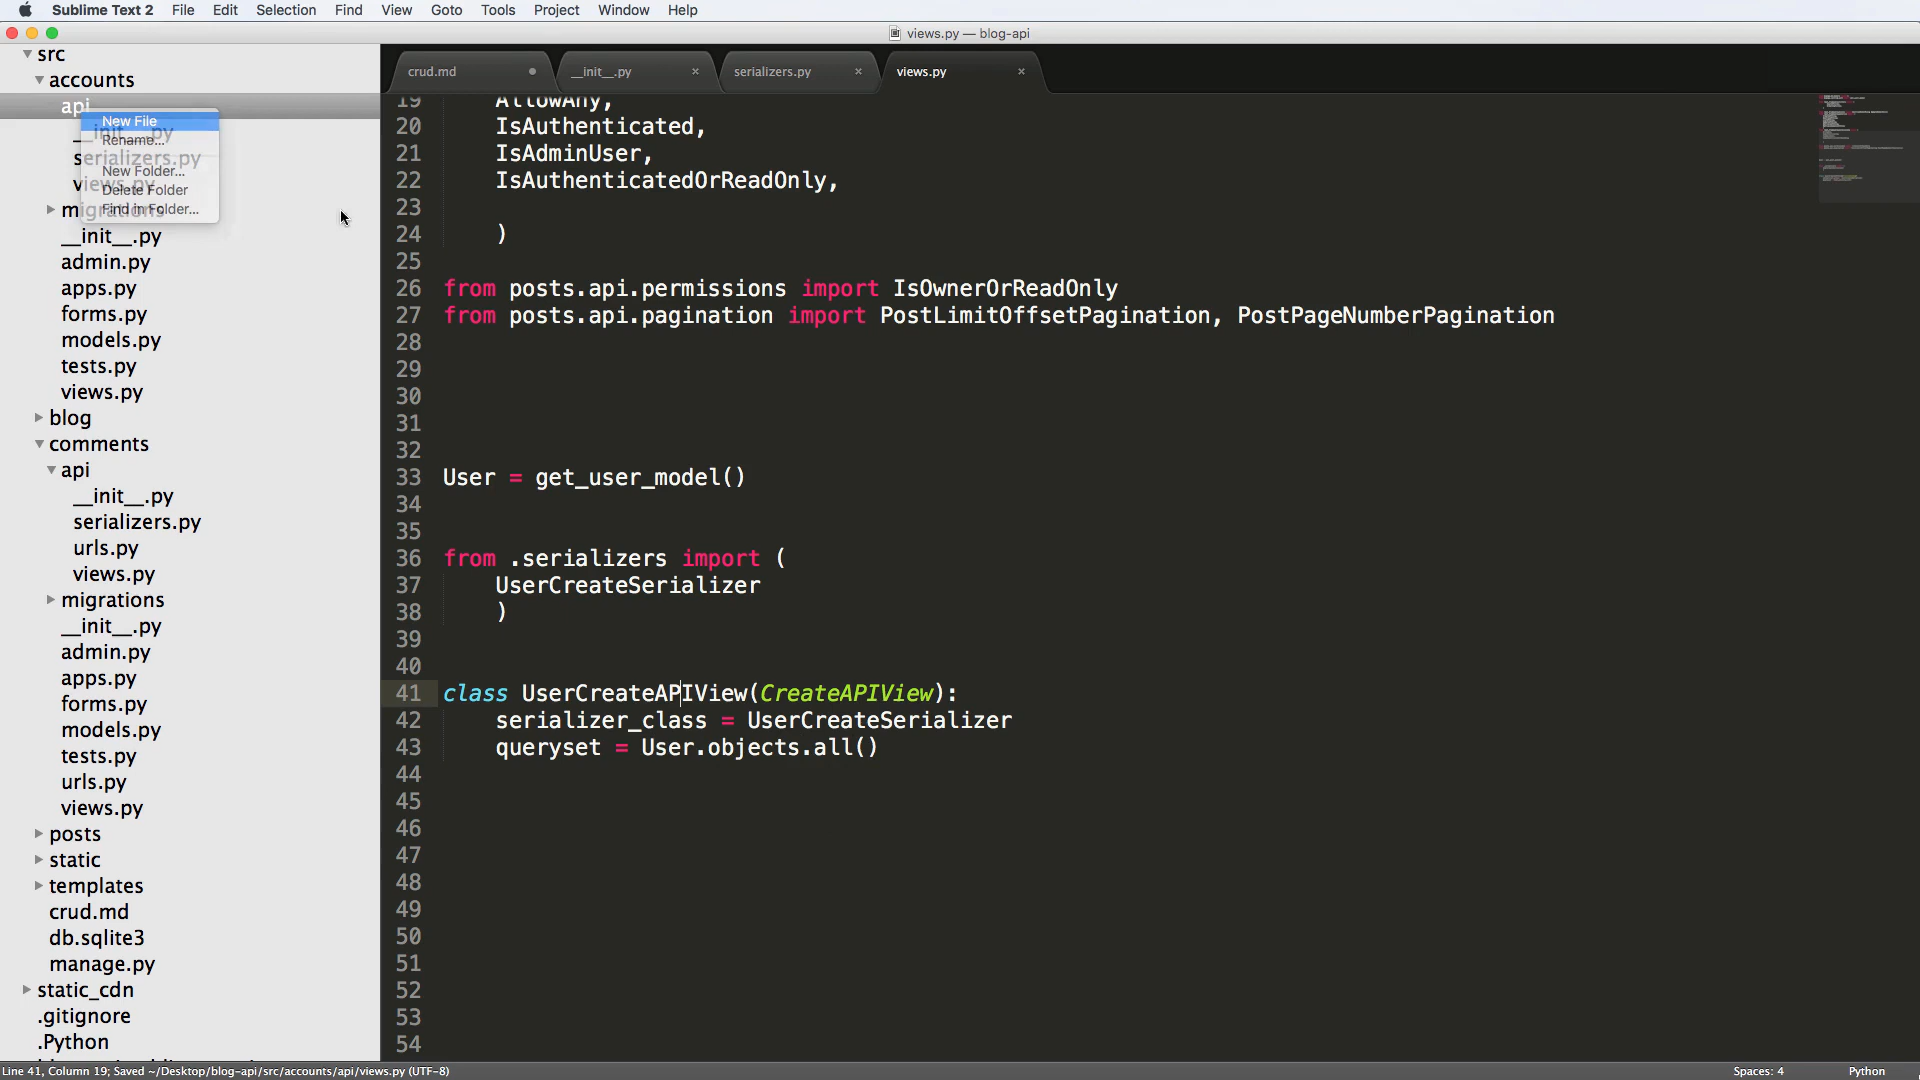 Sublime Text 2 File Edit Selection Find View Goto Tools Project Window Help
views.py — blog-api
src
accounts
api
__init__.py
serializers.py
views.py
migrations
__init__.py
admin.py
apps.py
forms.py
models.py
tests.py
views.py
blog
comments
api
__init__.py
serializers.py
urls.py
views.py
migrations
__init__.py
admin.py
apps.py
forms.py
models.py
tests.py
urls.py
views.py
posts
static
templates
crud.md
db.sqlite3
manage.py
static_cdn
.gitignore
.Python
New File
Rename...
New Folder...
Delete Folder
Find in Folder...
crud.md __init__.py × serializers.py × views.py ×
19 AllowAny,
20 IsAuthenticated,
21 IsAdminUser,
22 IsAuthenticatedOrReadOnly,
23
24 )
25
26 from posts.api.permissions import IsOwnerOrReadOnly
27 from posts.api.pagination import PostLimitOffsetPagination, PostPageNumberPagination
28
29
30
31
32
33 User = get_user_model()
34
35
36 from .serializers import (
37 UserCreateSerializer
38 )
39
40
41 class UserCreateAPIView(CreateAPIView):
42 serializer_class = UserCreateSerializer
43 queryset = User.objects.all()
44
45
46
47
48
49
50
51
52
53
54
Line 41, Column 19; Saved ~/Desktop/blog-api/src/accounts/api/views.py (UTF-8) Spaces: 4 Python